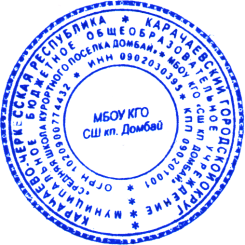 КАРАЧАЕВО-ЧЕРКЕССКАЯ РЕСПУБЛИКА * КАРАЧАЕВСКИЙ ГОРОДСКОЙ ОКРУГ *
МУНИЦИПАЛЬНОЕ БЮДЖЕТНОЕ ОБЩЕОБРАЗОВАТЕЛЬНОЕ УЧРЕЖДЕНИЕ *
«СРЕДНЯЯ ШКОЛА КУРОРТНОГО ПОСЕЛКА ДОМБАЙ» * МБОУ КГО «СШ КП. ДОМБАЙ»
ОГРН 1020900774432 * ИНН 0902030395 * КПП 090201001 *
МБОУ КГО
СШ кп. Домбай